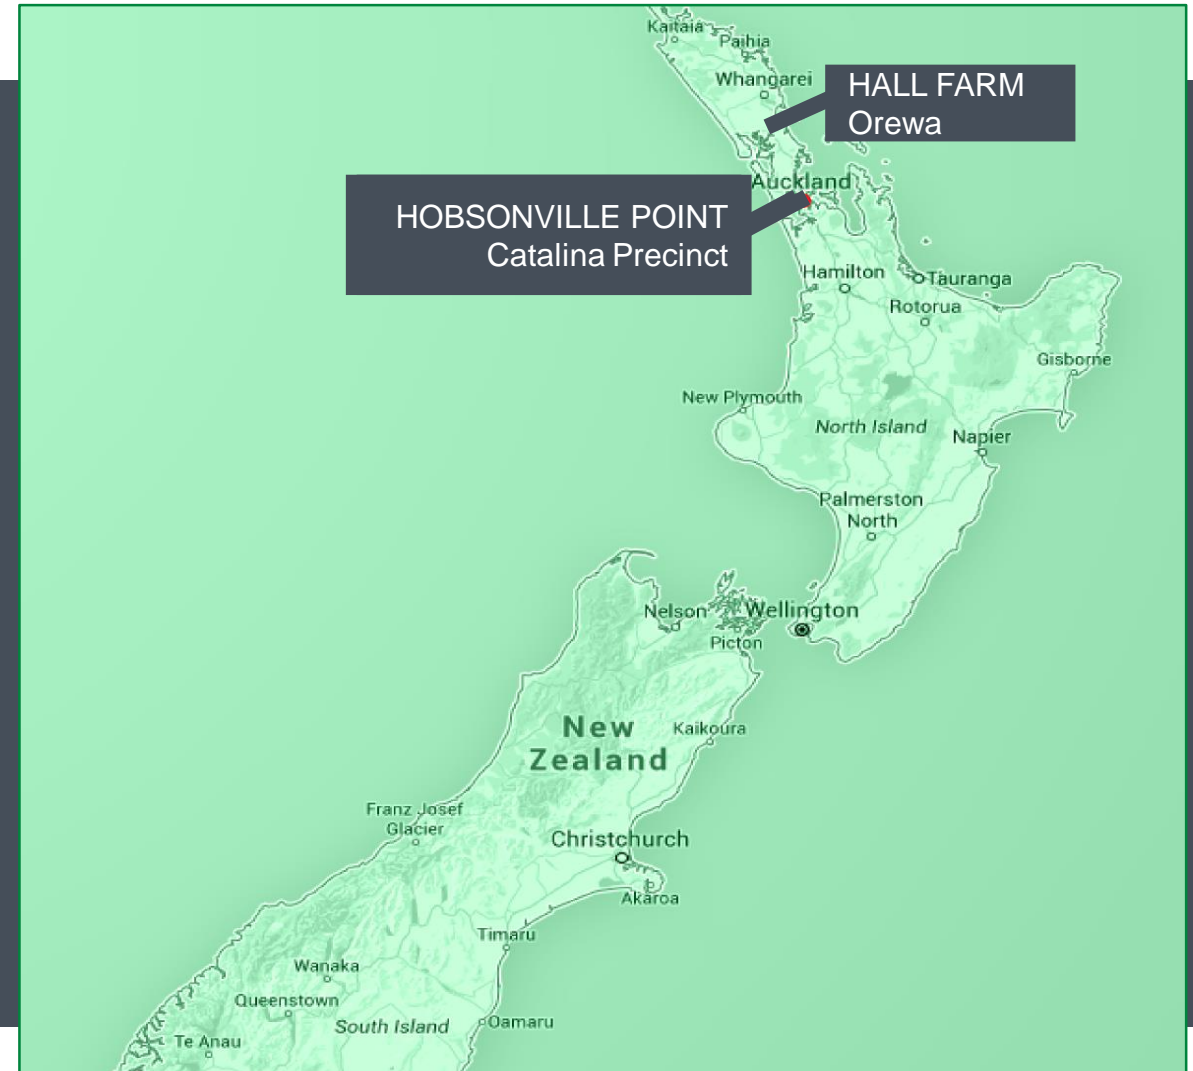 Kaitaia
Paihia
Whangarei
HALL FARM
Orewa
Auckland
HOBSONVILLE POINT
Catalina Precinct
Hamilton
Tauranga
Rotorua
Gisborne
New Plymouth
North Island
Napier
Palmerston
North
Nelson
Wellington
Picton
New
Zealand
Kaikoura
Franz Josef
Glacier
Christchurch
Akaroa
Timaru
Wanaka
Queenstown
South Island
Oamaru
Te Anau